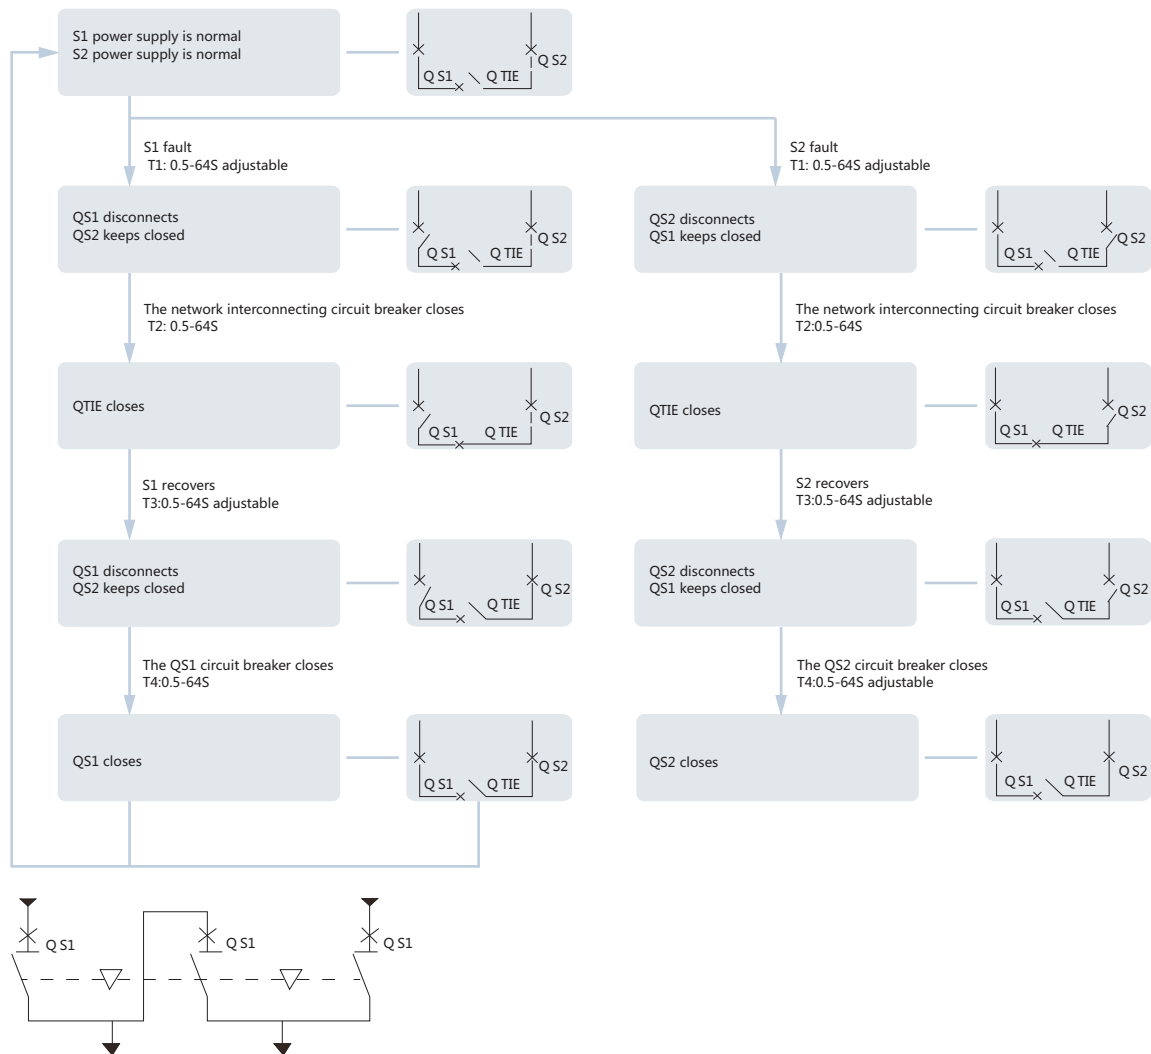 S1 power supply is normal
S2 power supply is normal
Q S1
Q TIE
Q S2
S1 fault
T1: 0.5-64S adjustable
S2 fault
T1: 0.5-64S adjustable
QS1 disconnects
QS2 keeps closed
Q S1
Q TIE
Q S2
QS2 disconnects
QS1 keeps closed
Q S1
Q TIE
Q S2
The network interconnecting circuit breaker closes
T2: 0.5-64S
The network interconnecting circuit breaker closes
T2:0.5-64S
QTIE closes
Q S1
Q TIE
Q S2
QTIE closes
Q S1
Q TIE
Q S2
S1 recovers
T3:0.5-64S adjustable
S2 recovers
T3:0.5-64S adjustable
QS1 disconnects
QS2 keeps closed
Q S1
Q TIE
Q S2
QS2 disconnects
QS1 keeps closed
Q S1
Q TIE
Q S2
The QS1 circuit breaker closes
T4:0.5-64S
The QS2 circuit breaker closes
T4:0.5-64S adjustable
QS1 closes
Q S1
Q TIE
Q S2
QS2 closes
Q S1
Q TIE
Q S2
Q S1
Q S1
Q S1